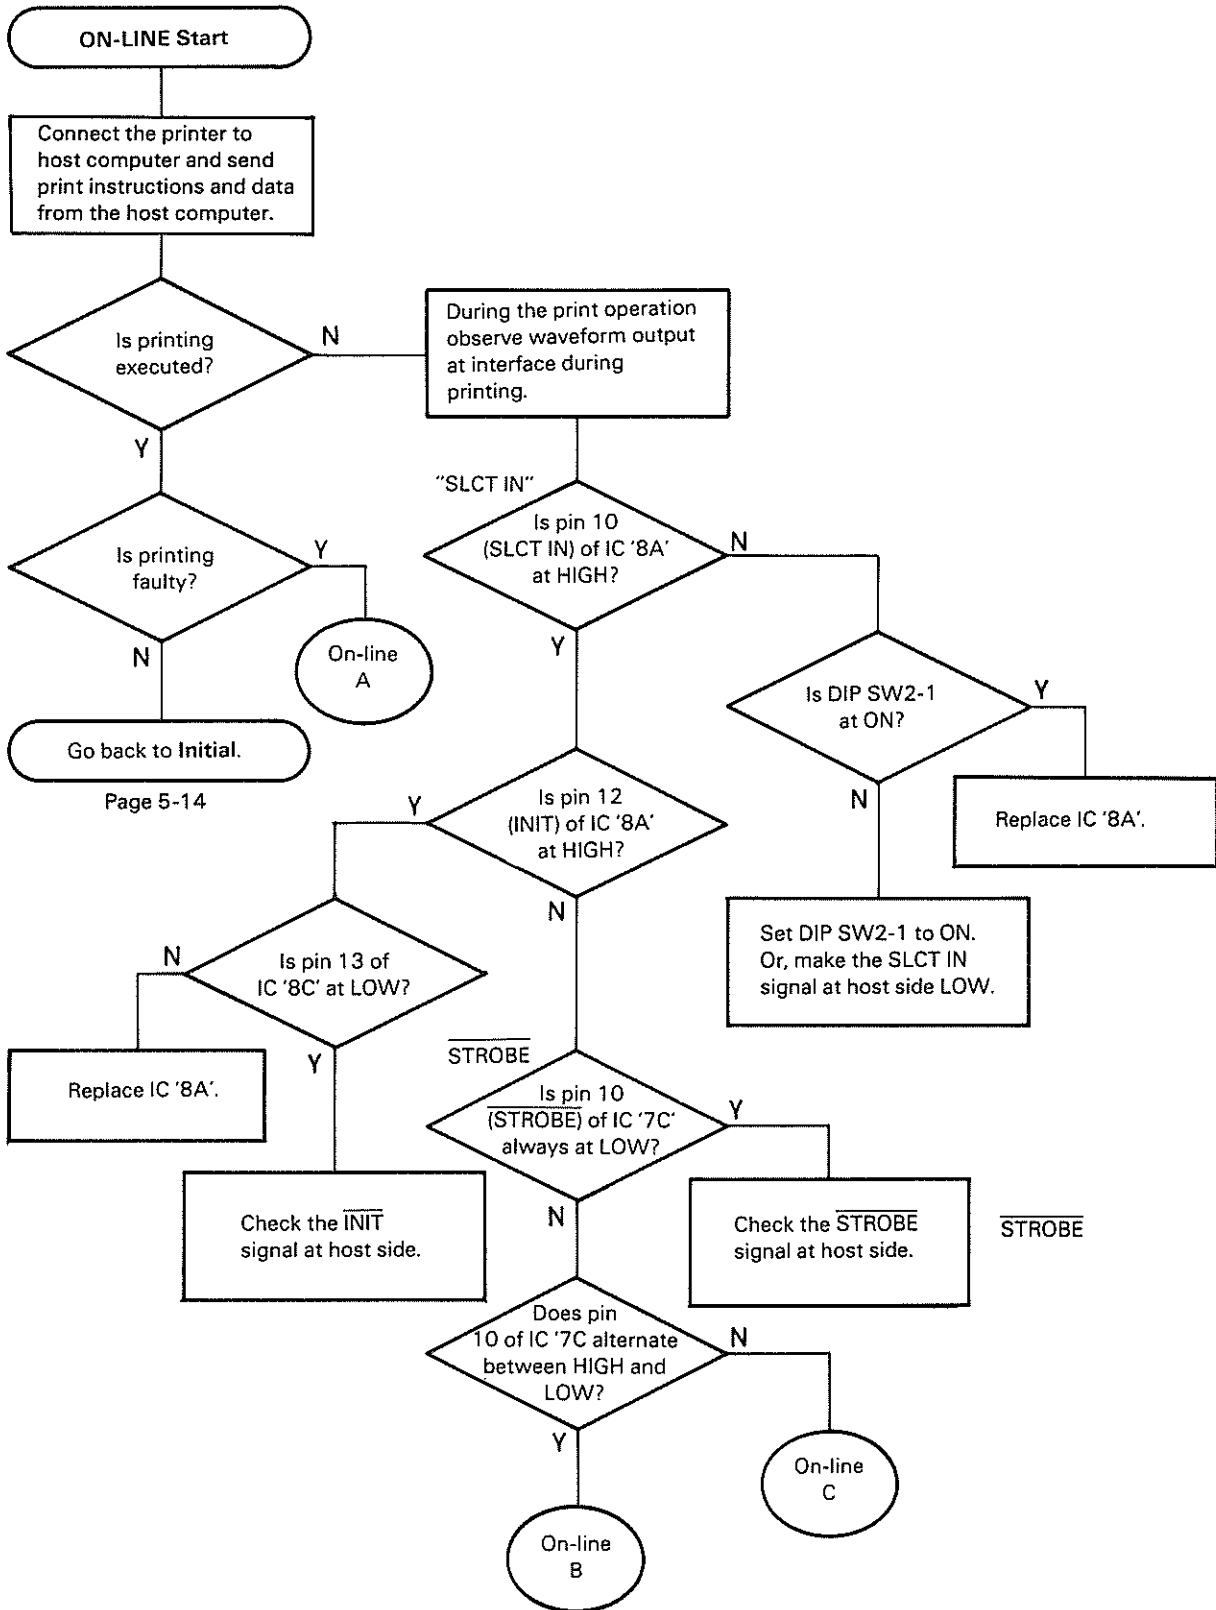 ON-LINE Start
Connect the printer to
host computer and send
print instructions and data
from the host computer.
Is printing
executed?
N
Y
During the print operation
observe waveform output
at interface during
printing.
Is printing
faulty?
Y
N
On-line
A
Go back to Initial.
Page 5-14
"SLCT IN"
Is pin 10
(SLCT IN) of IC '8A'
at HIGH?
N
Y
Is DIP SW2-1
at ON?
Y
N
Replace IC '8A'.
Set DIP SW2-1 to ON.
Or, make the SLCT IN
signal at host side LOW.
Is pin 12
(INIT) of IC '8A'
at HIGH?
Y
N
Is pin 13 of
IC '8C' at LOW?
N
Y
Replace IC '8A'.
Check the INIT
signal at host side.
STROBE
Is pin 10
(STROBE) of IC '7C'
always at LOW?
Y
N
Check the STROBE
signal at host side.
STROBE
Does pin
10 of IC '7C alternate
between HIGH and
LOW?
N
Y
On-line
C
On-line
B